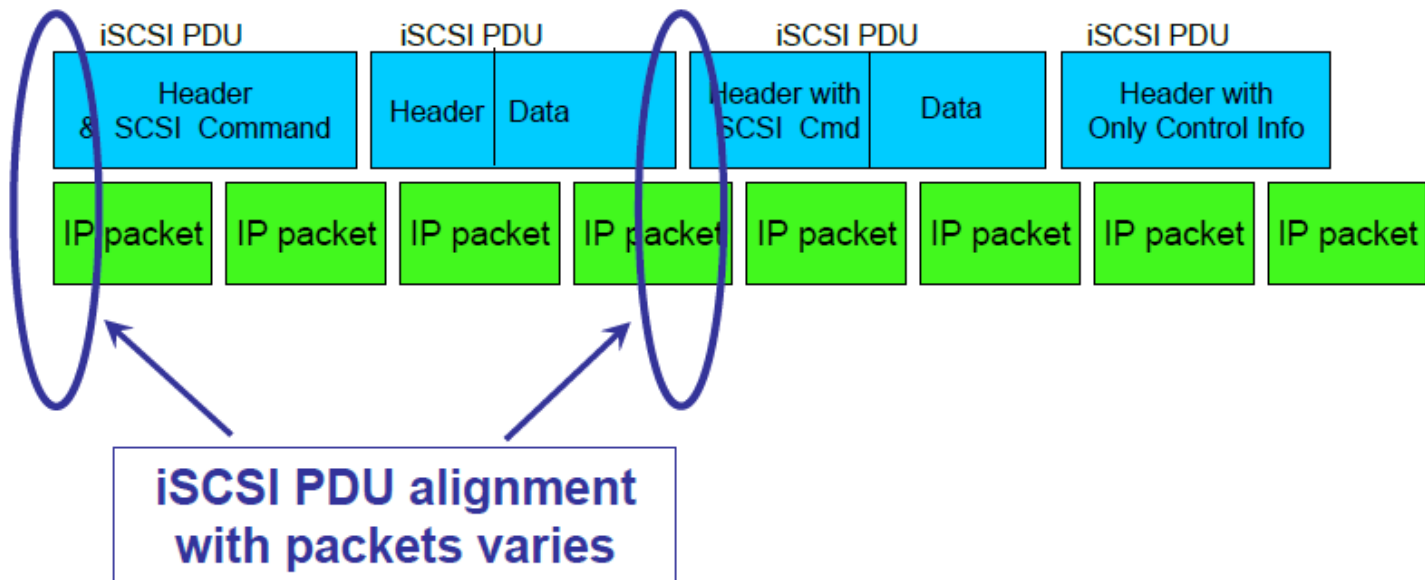 iSCSI PDU iSCSI PDU iSCSI PDU iSCSI PDU
Header
& SCSI Command
Header Data
Header with
SCSI Cmd
Data
Header with
Only Control Info
IP packet IP packet IP packet IP packet IP packet IP packet IP packet IP packet
iSCSI PDU alignment
with packets varies